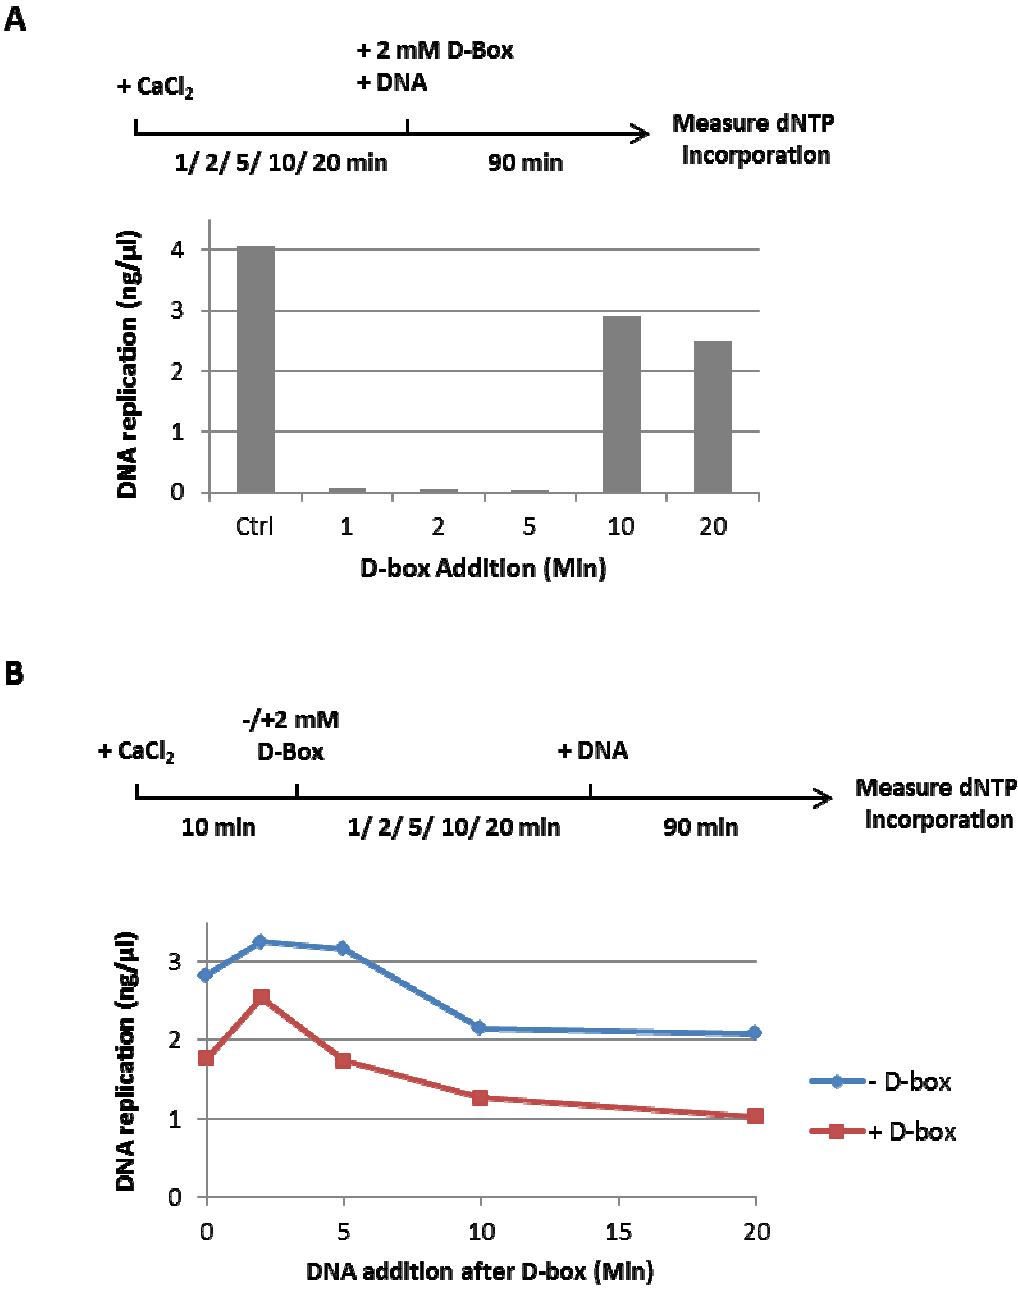 A
+ 2 mM D-Box
+ DNA
+ CaCl₂
Measure dNTP
Incorporation
1/ 2/ 5/ 10/ 20 min
90 min
DNA replication (ng/µl)
4
3
2
1
0
Ctrl 1 2 5 10 20
D-box Addition (Min)
B
-/+2 mM
D-Box
+ CaCl₂
+ DNA
Measure dNTP
Incorporation
10 min
1/ 2/ 5/ 10/ 20 min
90 min
DNA replication (ng/µl)
3
2
1
0
0 5 10 15 20
DNA addition after D-box (Min)
- D-box
+ D-box